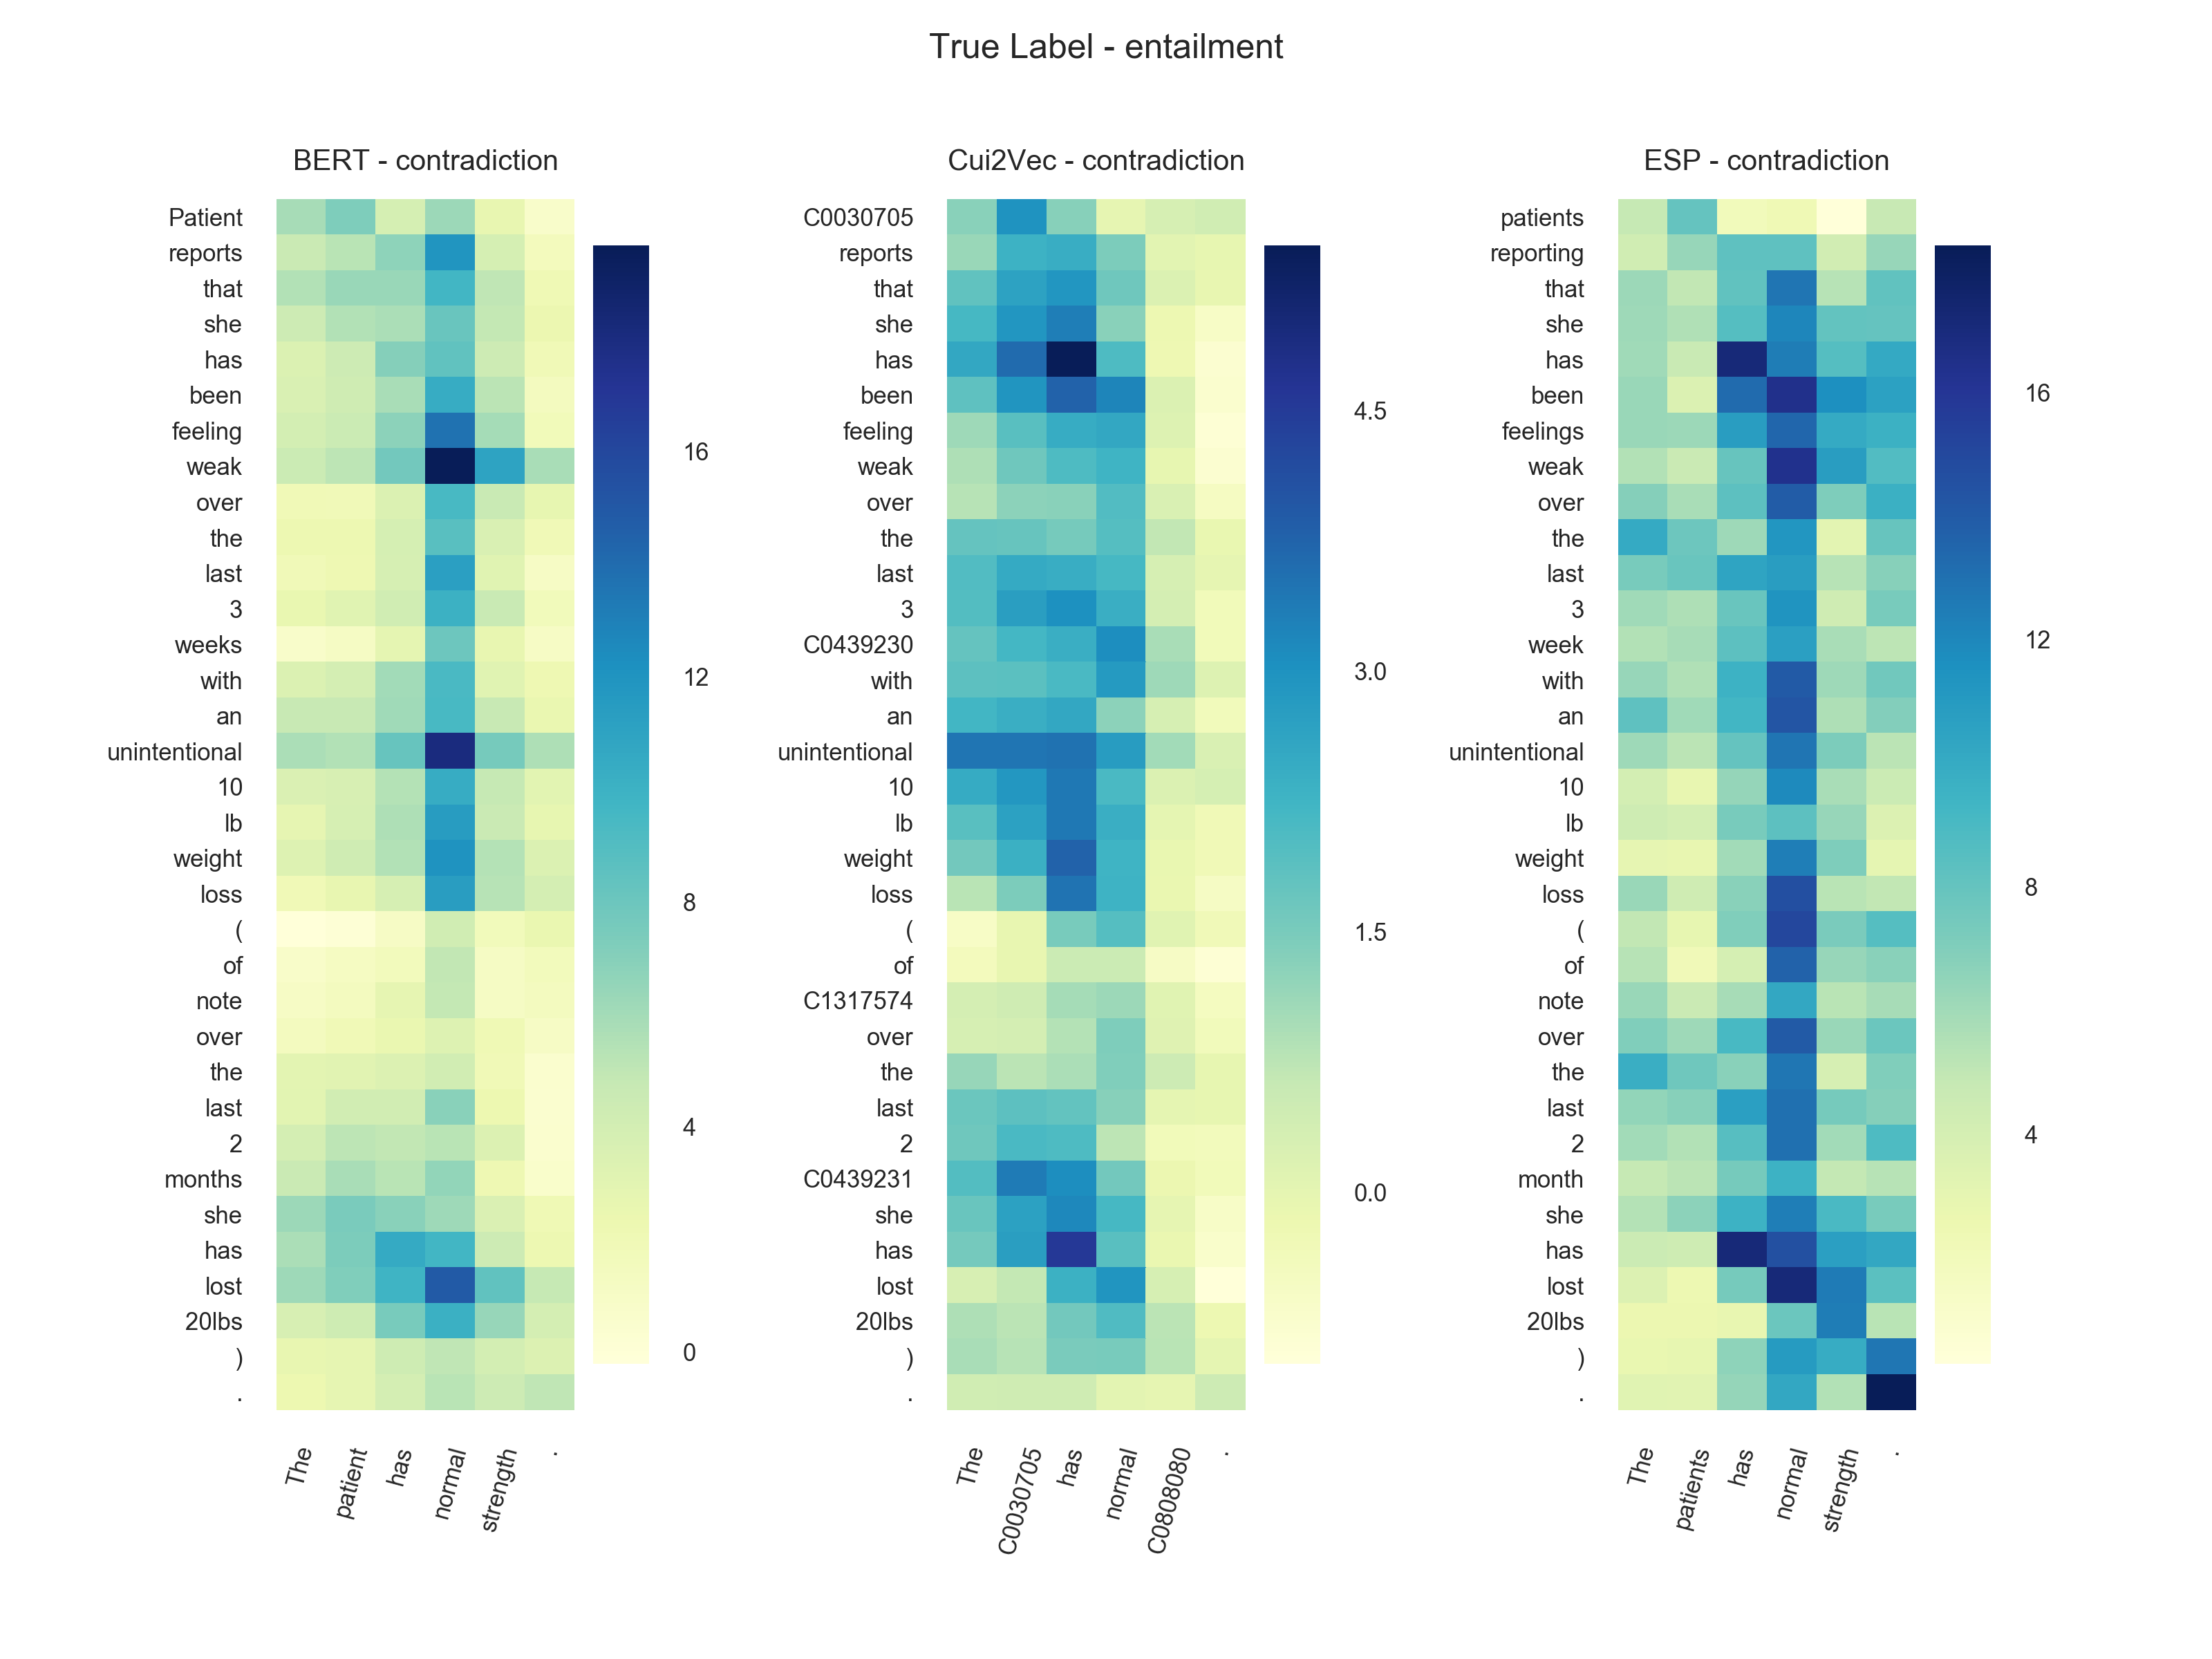 True Label - entailment
BERT - contradiction
Patient
reports
that
she
has
been
feeling
weak
over
the
last
3
weeks
with
an
unintentional
10
lb
weight
loss
(
of
note
over
the
last
2
months
she
has
lost
20lbs
)
.
The
patient
has
normal
strength
.
16
12
8
4
0
Cui2Vec - contradiction
C0030705
reports
that
she
has
been
feeling
weak
over
the
last
3
C0439230
with
an
unintentional
10
lb
weight
loss
(
of
C1317574
over
the
last
2
C0439231
she
has
lost
20lbs
)
.
The
C0030705
has
normal
C0808080
.
4.5
3.0
1.5
0.0
ESP - contradiction
patients
reporting
that
she
has
been
feelings
weak
over
the
last
3
week
with
an
unintentional
10
lb
weight
loss
(
of
note
over
the
last
2
month
she
has
lost
20lbs
)
.
The
patients
has
normal
strength
.
16
12
8
4